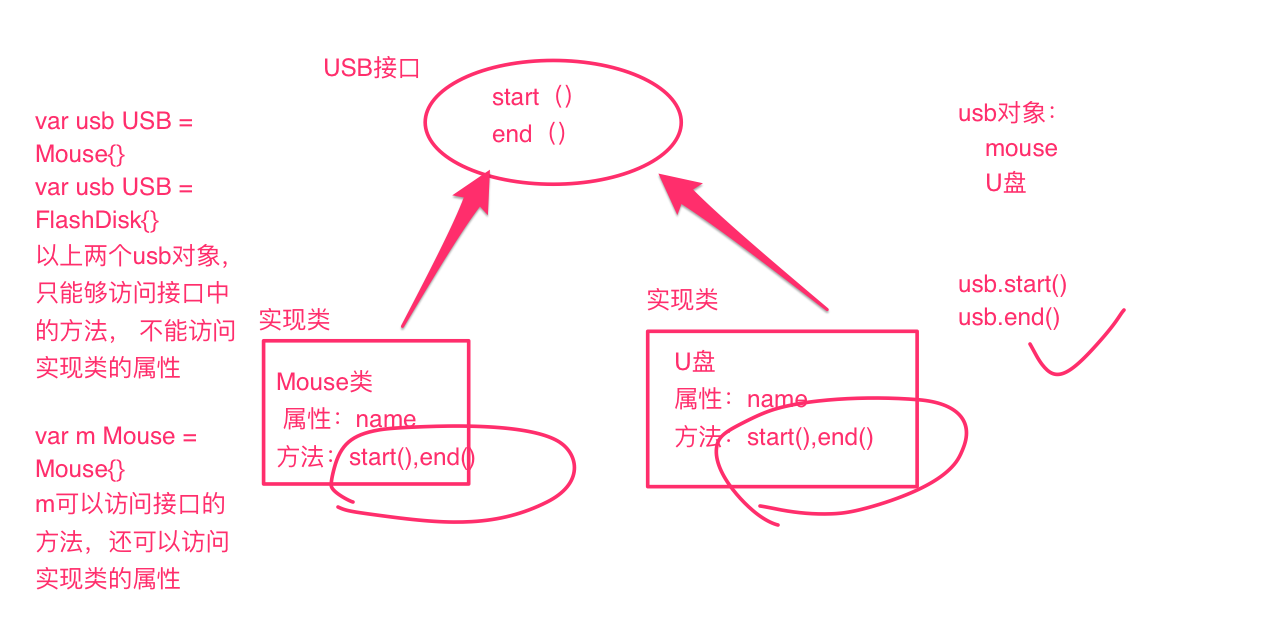 USB接口
start（）
end（）
var usb USB =
Mouse{}
var usb USB =
FlashDisk{}
以上两个usb对象，
只能够访问接口中
的方法， 不能访问
实现类的属性
var m Mouse =
Mouse{}
m可以访问接口的
方法，还可以访问
实现类的属性
实现类
Mouse类
属性：name
方法：start(),end()
实现类
U盘
属性：name
方法：start(),end()
usb对象：
mouse
U盘
usb.start()
usb.end()